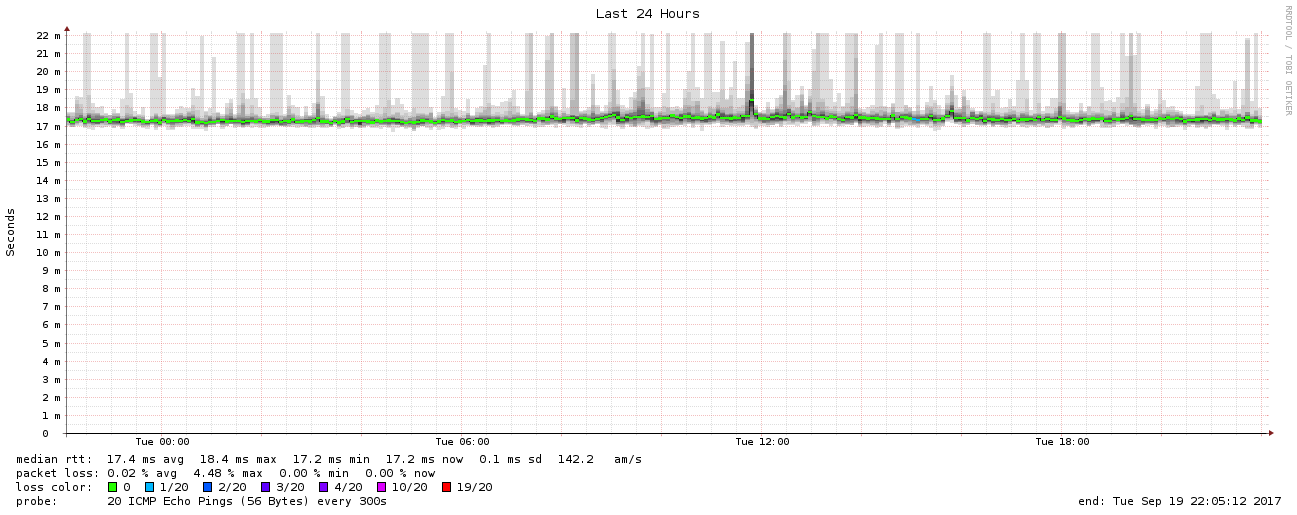 Last 24 Hours
RRDTOOL / TOBI OETIKER
Seconds
22 m
21 m
20 m
19 m
18 m
17 m
16 m
15 m
14 m
13 m
12 m
11 m
10 m
9 m
8 m
7 m
6 m
5 m
4 m
3 m
2 m
1 m
0
Tue 00:00 Tue 06:00 Tue 12:00 Tue 18:00
median rtt: 17.4 ms avg 18.4 ms max 17.2 ms min 17.2 ms now 0.1 ms sd 142.2 am/s
packet loss: 0.02 % avg 4.48 % max 0.00 % min 0.00 % now
loss color: 0 1/20 2/20 3/20 4/20 10/20 19/20
probe: 20 ICMP Echo Pings (56 Bytes) every 300s end: Tue Sep 19 22:05:12 2017